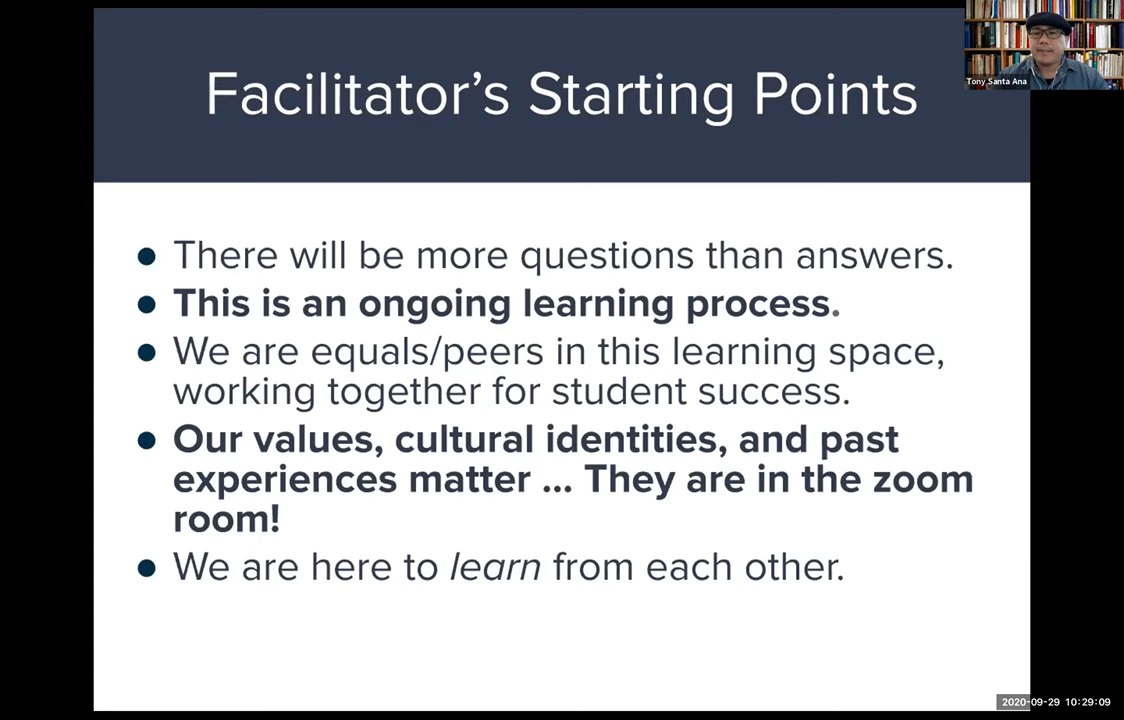 Facilitator’s Starting Points
Tony Santa Ana
● There will be more questions than answers.
● This is an ongoing learning process.
● We are equals/peers in this learning space,
working together for student success.
● Our values, cultural identities, and past
experiences matter ... They are in the zoom
room!
● We are here to learn from each other.
2020-09-29 10:29:09